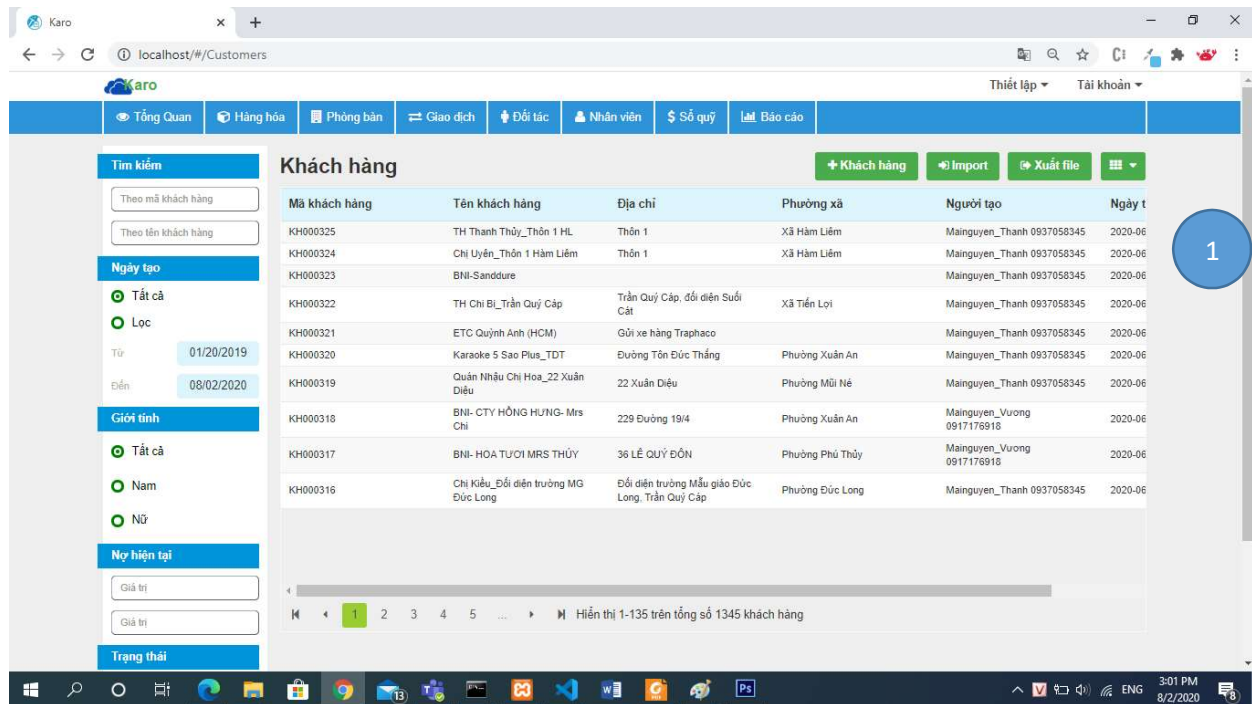 Karo
localhost/#/Customers
Karo
Thiết lập
Tài khoản
Tổng Quan
Hàng hóa
Phòng bàn
Giao dịch
Đối tác
Nhân viên
Sổ quỹ
Báo cáo
Tìm kiếm
Theo mã khách hàng
Theo tên khách hàng
Ngày tạo
Tất cả
Lọc
Từ 01/20/2019
Đến 08/02/2020
Giới tính
Tất cả
Nam
Nữ
Nợ hiện tại
Giá trị
Giá trị
Trạng thái
Khách hàng
+ Khách hàng
Import
Xuất file
Mã khách hàng Tên khách hàng Địa chỉ Phường xã Người tạo Ngày t
KH000325 TH Thanh Thủy_Thôn 1 HL Thôn 1 Xã Hàm Liêm Mainguyen_Thanh 0937058345 2020-06
KH000324 Chị Uyên_Thôn 1 Hàm Liêm Thôn 1 Xã Hàm Liêm Mainguyen_Thanh 0937058345 2020-06
KH000323 BNI-Sanddure Mainguyen_Thanh 0937058345 2020-06
KH000322 TH Chi Bi_Trần Quý Cáp Trần Quý Cáp, đối diện Suối Cát Xã Tiến Lợi Mainguyen_Thanh 0937058345 2020-06
KH000321 ETC Quỳnh Anh (HCM) Gửi xe hàng Traphaco Mainguyen_Thanh 0937058345 2020-06
KH000320 Karaoke 5 Sao Plus_TDT Đường Tôn Đức Thắng Phường Xuân An Mainguyen_Thanh 0937058345 2020-06
KH000319 Quán Nhậu Chị Hoa_22 Xuân Diệu 22 Xuân Diệu Phường Mũi Né Mainguyen_Thanh 0937058345 2020-06
KH000318 BNI- CTY HỒNG HƯNG- Mrs Chi 229 Đường 19/4 Phường Xuân An Mainguyen_Vuong 0917176918 2020-06
KH000317 BNI- HOA TƯƠI MRS THÚY 36 LÊ QUÝ ĐÔN Phường Phú Thủy Mainguyen_Vuong 0917176918 2020-06
KH000316 Chị Kiều_Đối diện trường MG Đức Long Đối diện trường Mẫu giáo Đức Long, Trần Quý Cáp Phường Đức Long Mainguyen_Thanh 0937058345 2020-06
1 2 3 4 5 ... Hiển thị 1-135 trên tổng số 1345 khách hàng
1
13
W
Ps
V
ENG
3:01 PM
8/2/2020
8